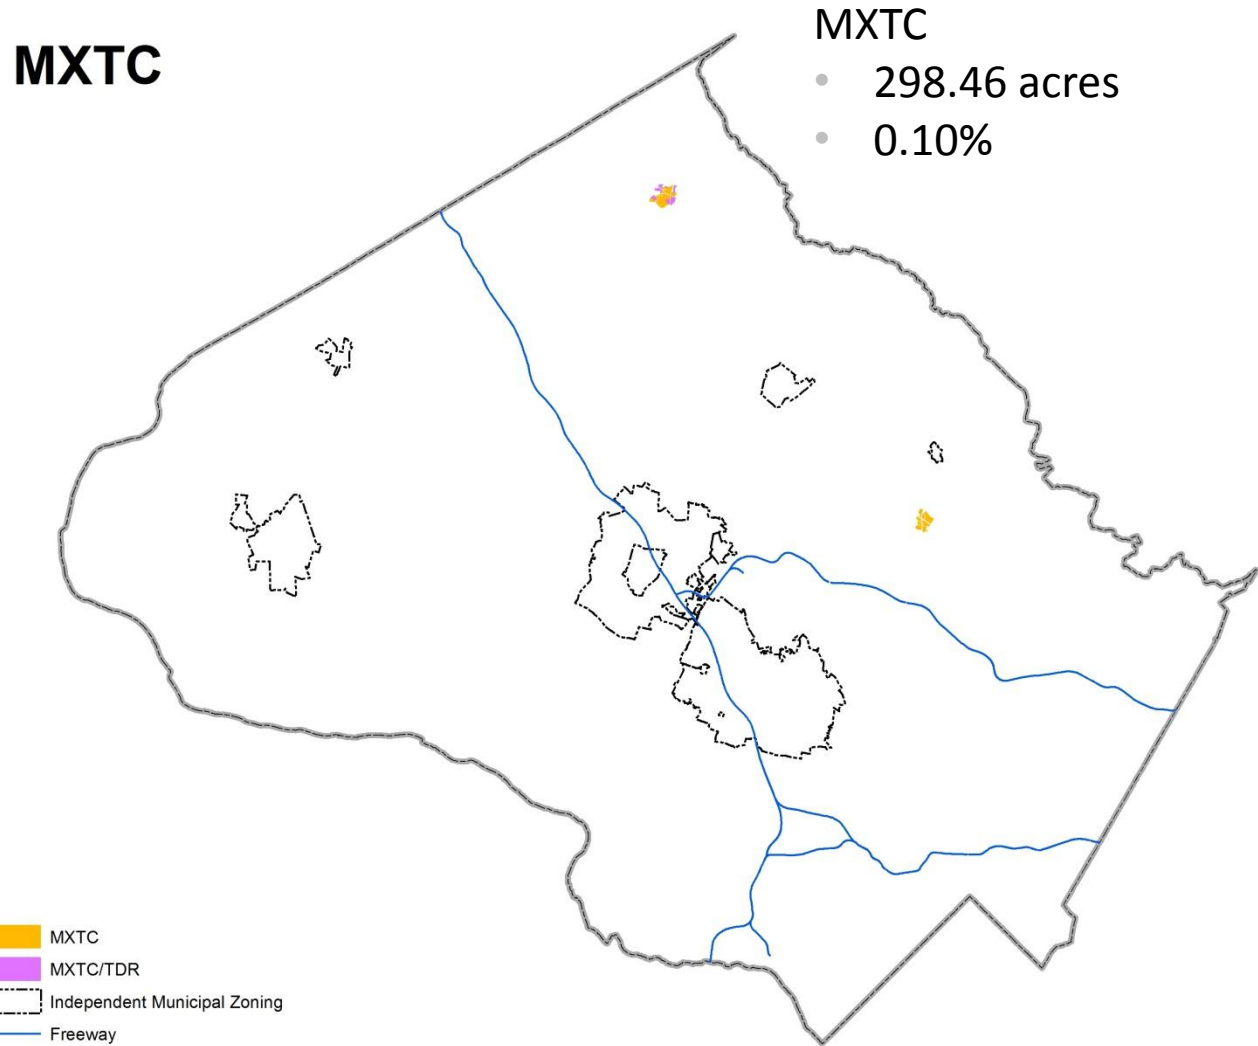 MXTC
MXTC
• 298.46 acres
• 0.10%
MXTC
MXTC/TDR
Independent Municipal Zoning
Freeway